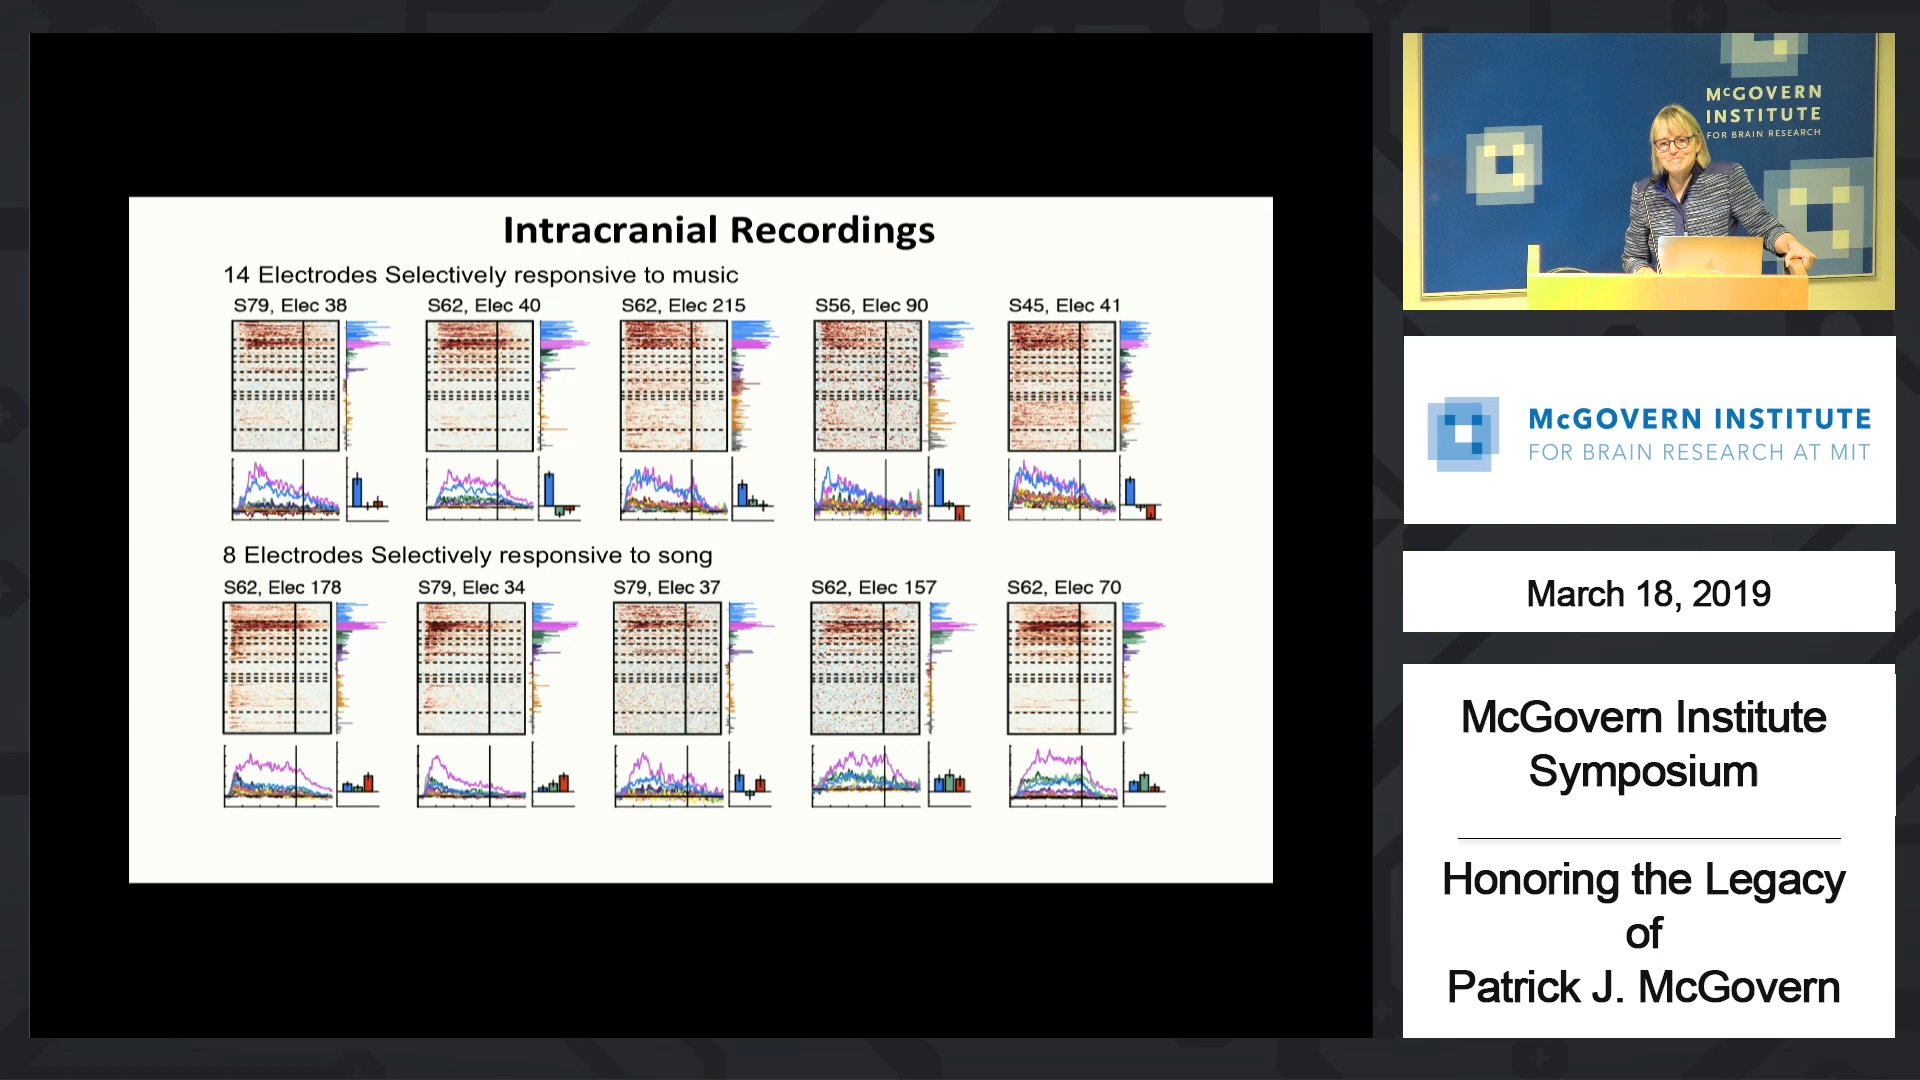 Intracranial Recordings
14 Electrodes Selectively responsive to music
S79, Elec 38
S62, Elec 40
S62, Elec 215
S56, Elec 90
S45, Elec 41
8 Electrodes Selectively responsive to song
S62, Elec 178
S79, Elec 34
S79, Elec 37
S62, Elec 157
S62, Elec 70
McGOVERN
INSTITUTE
FOR BRAIN RESEARCH
McGOVERN INSTITUTE
FOR BRAIN RESEARCH AT MIT
March 18, 2019
McGovern Institute
Symposium
Honoring the Legacy
of
Patrick J. McGovern